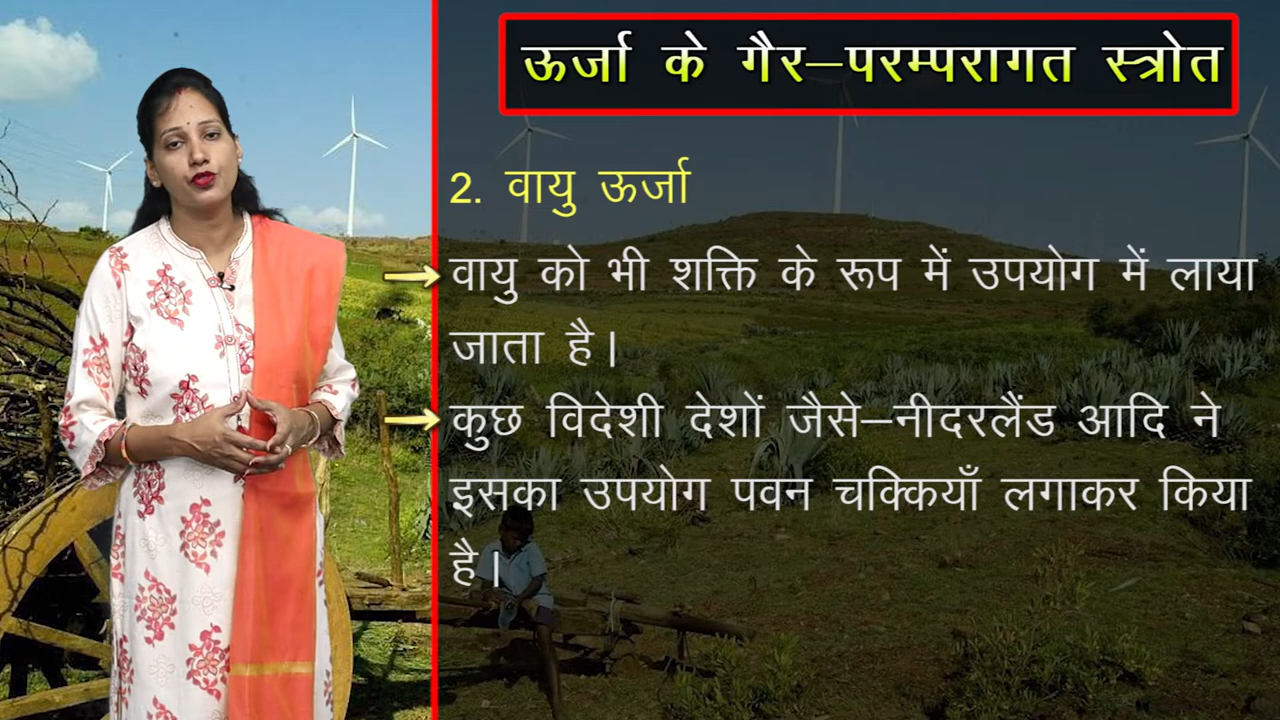 ऊर्जा के गैर–परम्परागत स्त्रोत
2. वायु ऊर्जा
वायु को भी शक्ति के रूप में उपयोग में लाया
जाता है।
कुछ विदेशी देशों जैसे–नीदरलैंड आदि ने
इसका उपयोग पवन चक्कियाँ लगाकर किया
है।